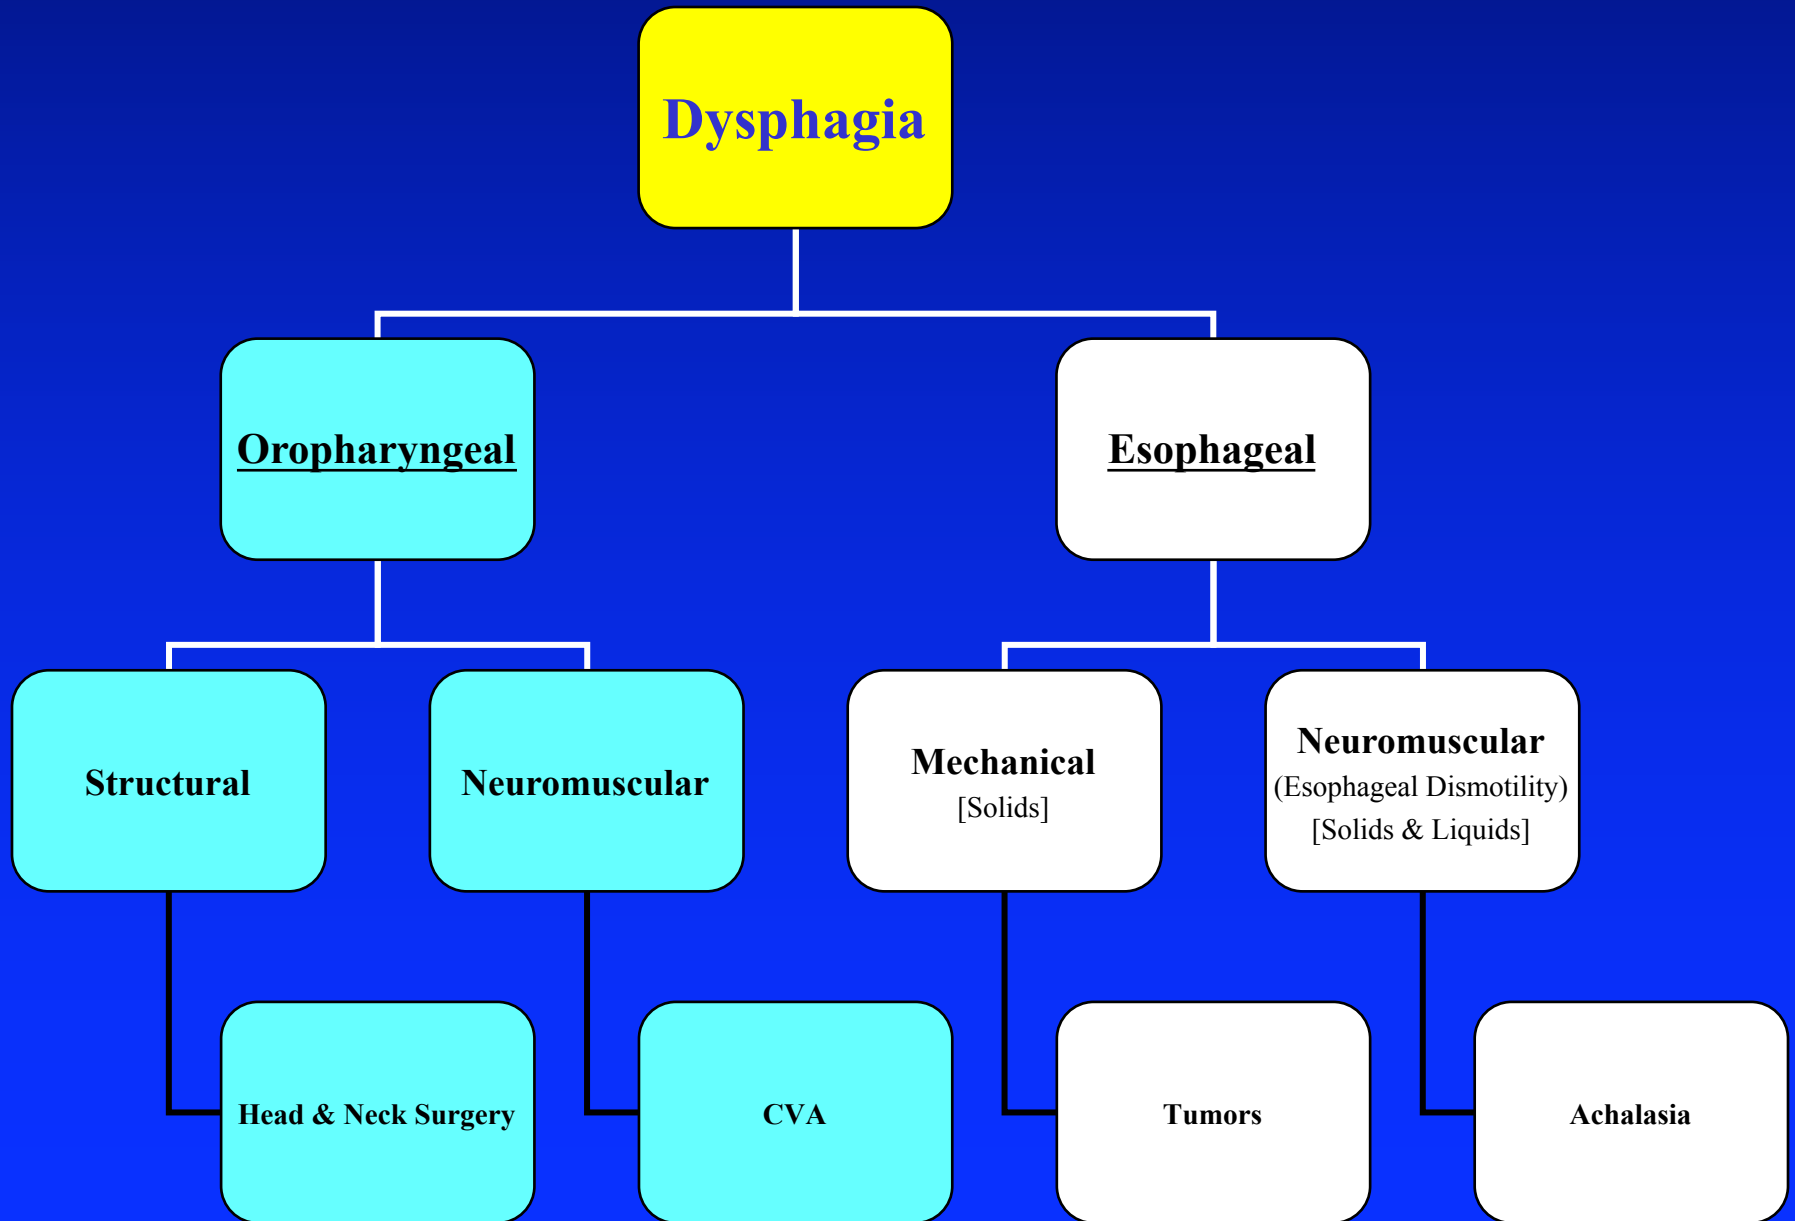 Dysphagia
Oropharyngeal
Esophageal
Structural
Neuromuscular
Mechanical
[Solids]
Neuromuscular
(Esophageal Dismotility)
[Solids & Liquids]
Head & Neck Surgery
CVA
Tumors
Achalasia